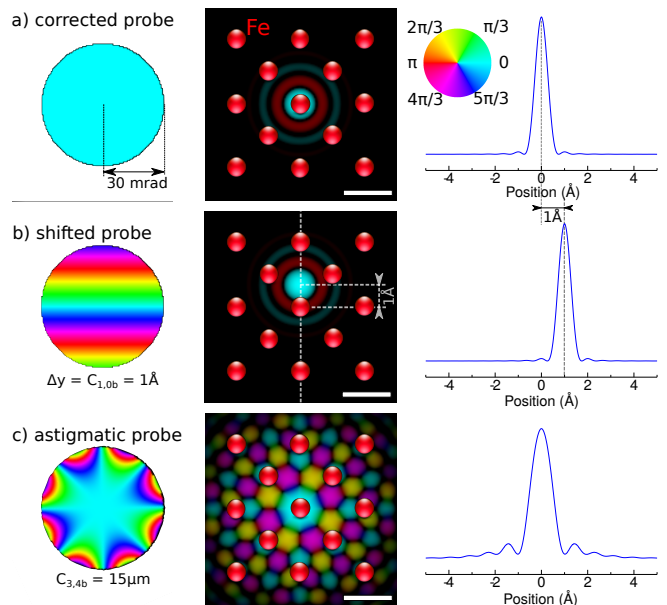 a) corrected probe
30 mrad
Fe
2π/3
π/3
π
0
4π/3
5π/3
-4 -2 0 2 4
Position (Å)
b) shifted probe
Δy = C1,0b = 1Å
1Å
1Å
-4 -2 0 2 4
Position (Å)
c) astigmatic probe
C3,4b = 15μm
-4 -2 0 2 4
Position (Å)